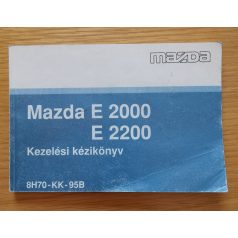 mazda
Mazda E 2000
E 2200
Kezelési kézikönyv
8H70-KK-95B